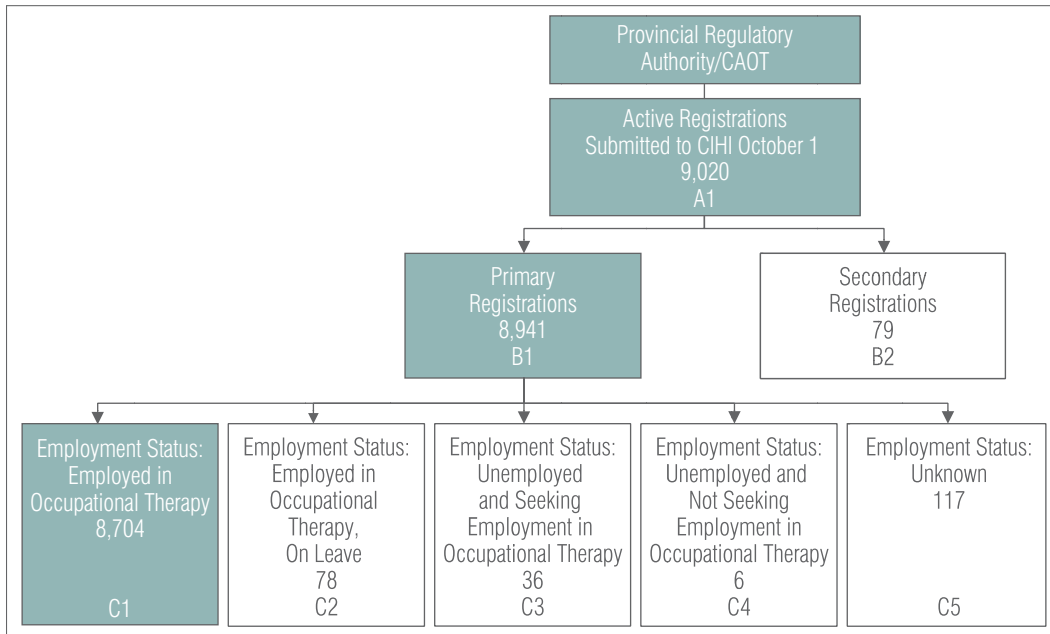 Provincial Regulatory
Authority/CAOT
Active Registrations
Submitted to CIHI October 1
9,020
A1
Primary
Registrations
8,941
B1
Secondary
Registrations
79
B2
Employment Status:
Employed in
Occupational Therapy
8,704
C1
Employment Status:
Employed in
Occupational
Therapy,
On Leave
78
C2
Employment Status:
Unemployed
and Seeking
Employment in
Occupational Therapy
36
C3
Employment Status:
Unemployed and
Not Seeking
Employment in
Occupational Therapy
6
C4
Employment Status:
Unknown
117
C5